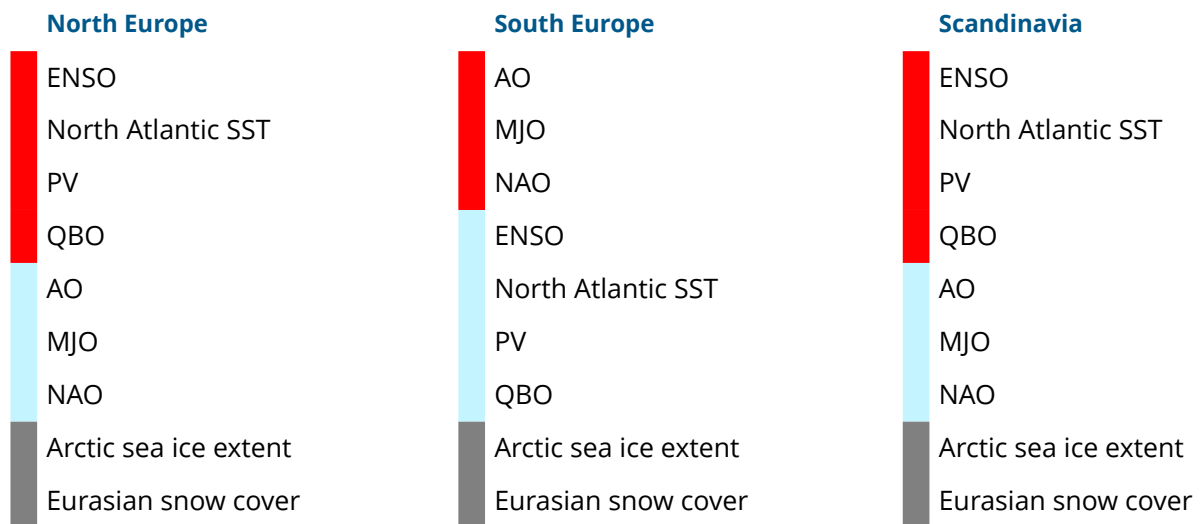 North Europe
ENSO
North Atlantic SST
PV
QBO
AO
MJO
NAO
Arctic sea ice extent
Eurasian snow cover
South Europe
AO
MJO
NAO
ENSO
North Atlantic SST
PV
QBO
Arctic sea ice extent
Eurasian snow cover
Scandinavia
ENSO
North Atlantic SST
PV
QBO
AO
MJO
NAO
Arctic sea ice extent
Eurasian snow cover